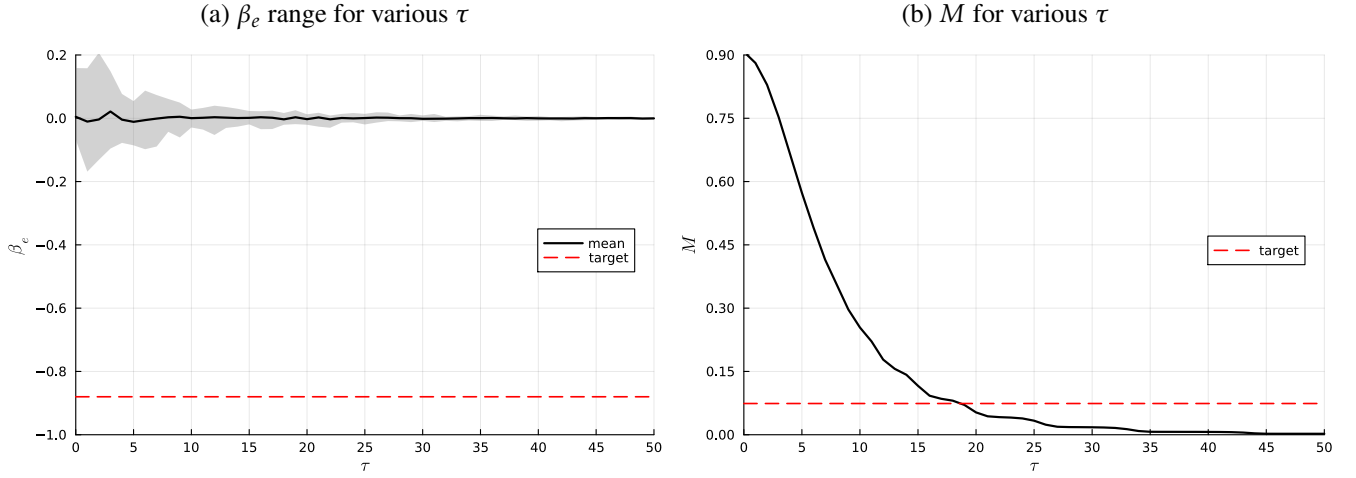 (a) βₑ range for various τ
0.2
0.0
−0.2
−0.4
−0.6
−0.8
−1.0
βₑ
0 5 10 15 20 25 30 35 40 45 50
τ
mean
target
(b) M for various τ
0.90
0.75
0.60
0.45
0.30
0.15
0.00
M
0 5 10 15 20 25 30 35 40 45 50
τ
target